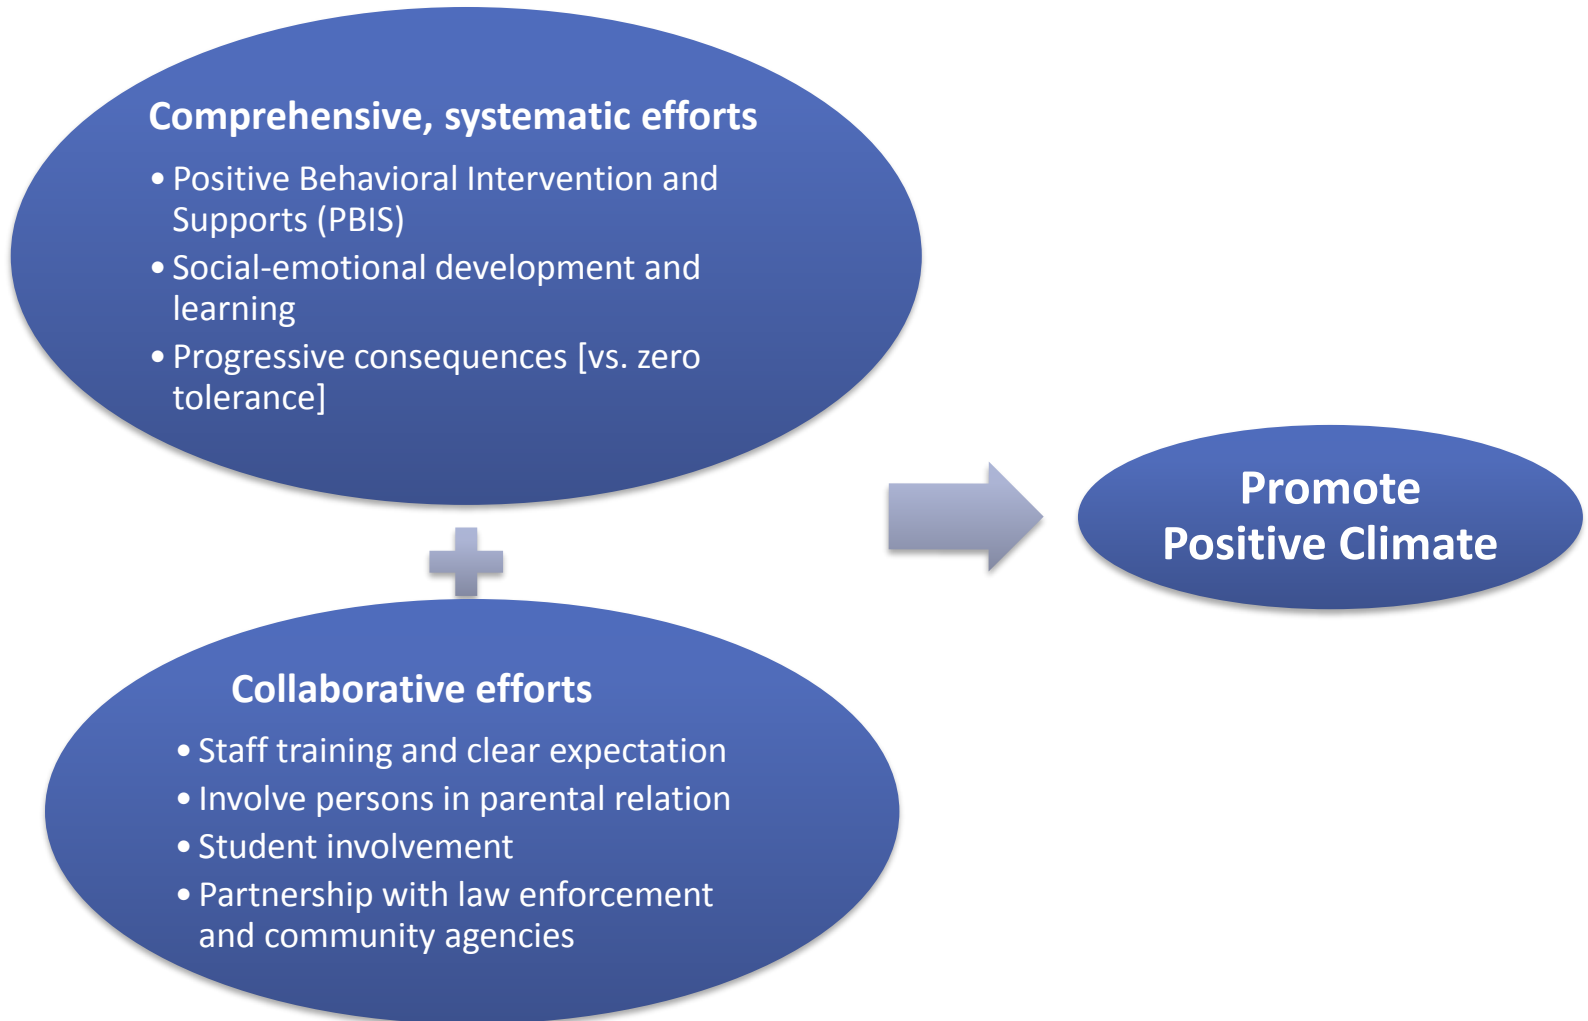 Comprehensive, systematic efforts
• Positive Behavioral Intervention and
Supports (PBIS)
• Social-emotional development and
learning
• Progressive consequences [vs. zero
tolerance]
Promote
Positive Climate
Collaborative efforts
• Staff training and clear expectation
• Involve persons in parental relation
• Student involvement
• Partnership with law enforcement
and community agencies